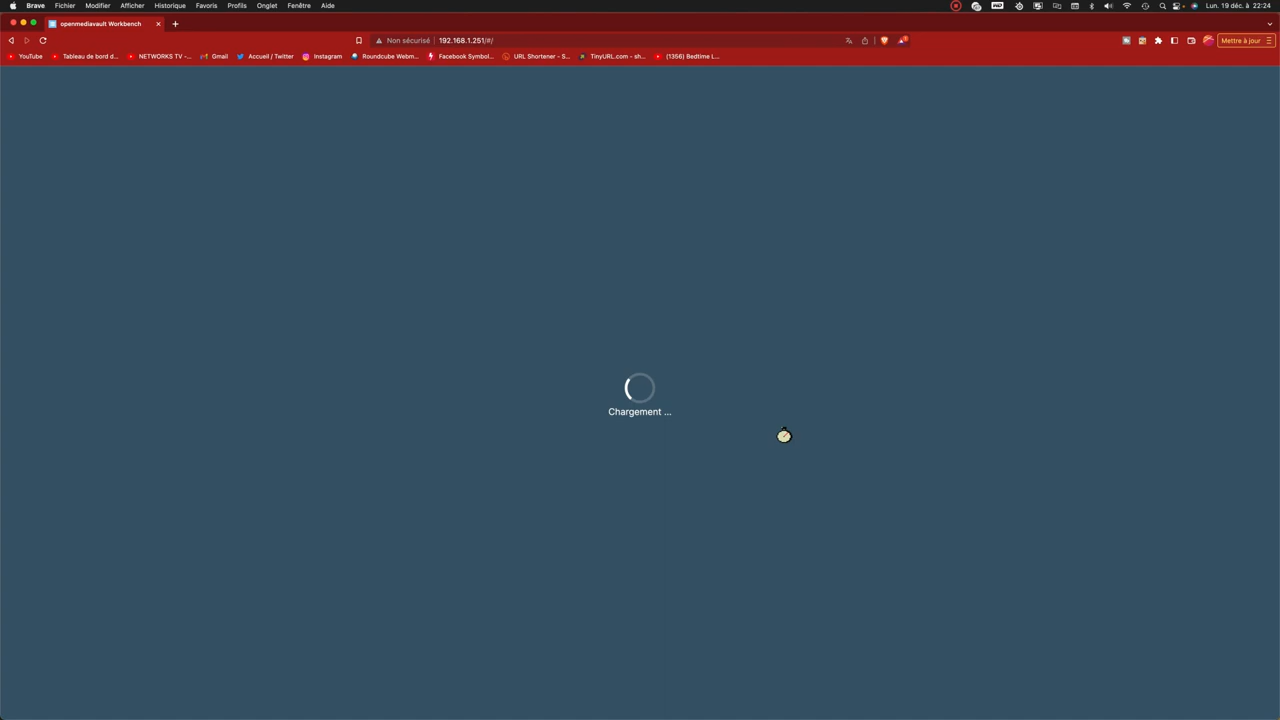 Brave Fichier Modifier Afficher Historique Favoris Profils Onglet Fenêtre Aide Lun. 19 déc. à 22:24
openmediavault Workbench
Non sécurisé 192.168.1.251/#/ Mettre à jour
YouTube Tableau de bord d... NETWORKS TV -... Gmail Accueil / Twitter Instagram Roundcube Webm... Facebook Symbol... URL Shortener - S... TinyURL.com - sh... (1356) Bedtime L...
Chargement ...